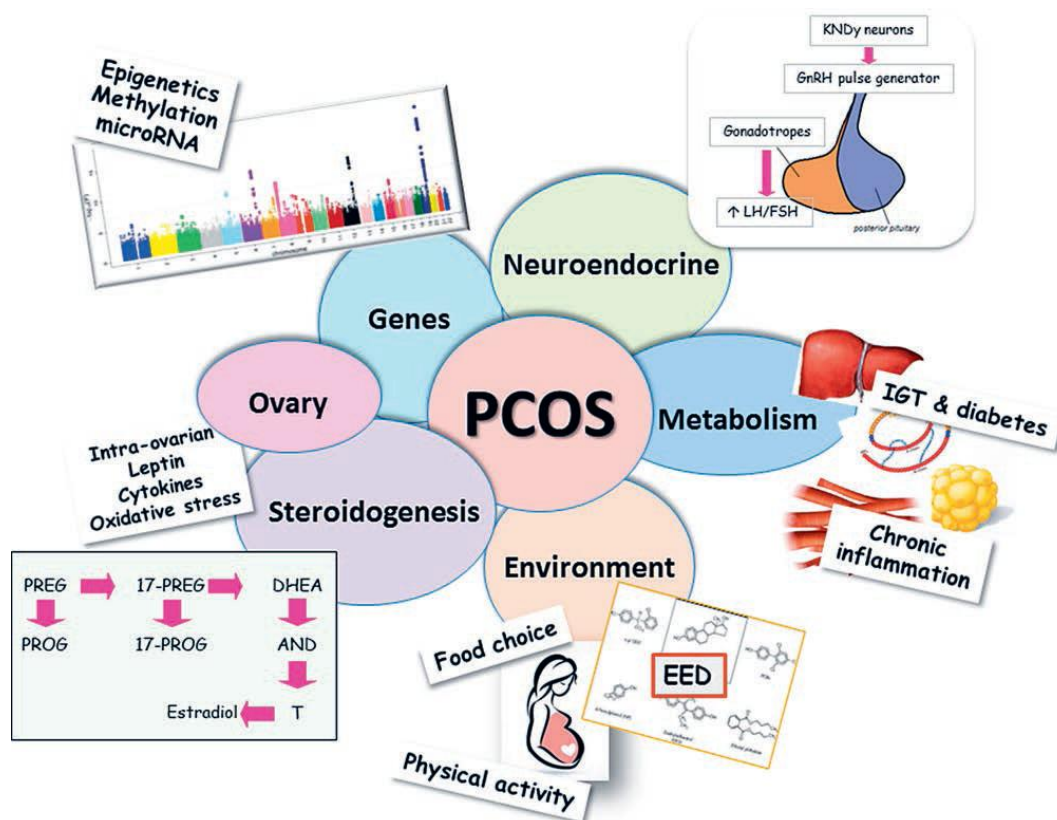 Epigenetics
Methylation
microRNA
chromosome
KNDy neurons
GnRH pulse generator
Gonadotropes
↑ LH/FSH
posterior pituitary
Neuroendocrine
Genes
Ovary
PCOS
Metabolism
IGT & diabetes
Intra-ovarian
Leptin
Cytokines
Oxidative stress
Steroidogenesis
Environment
Chronic
inflammation
PREG
17-PREG
DHEA
PROG
17-PROG
AND
Estradiol
T
Food choice
EED
Physical activity